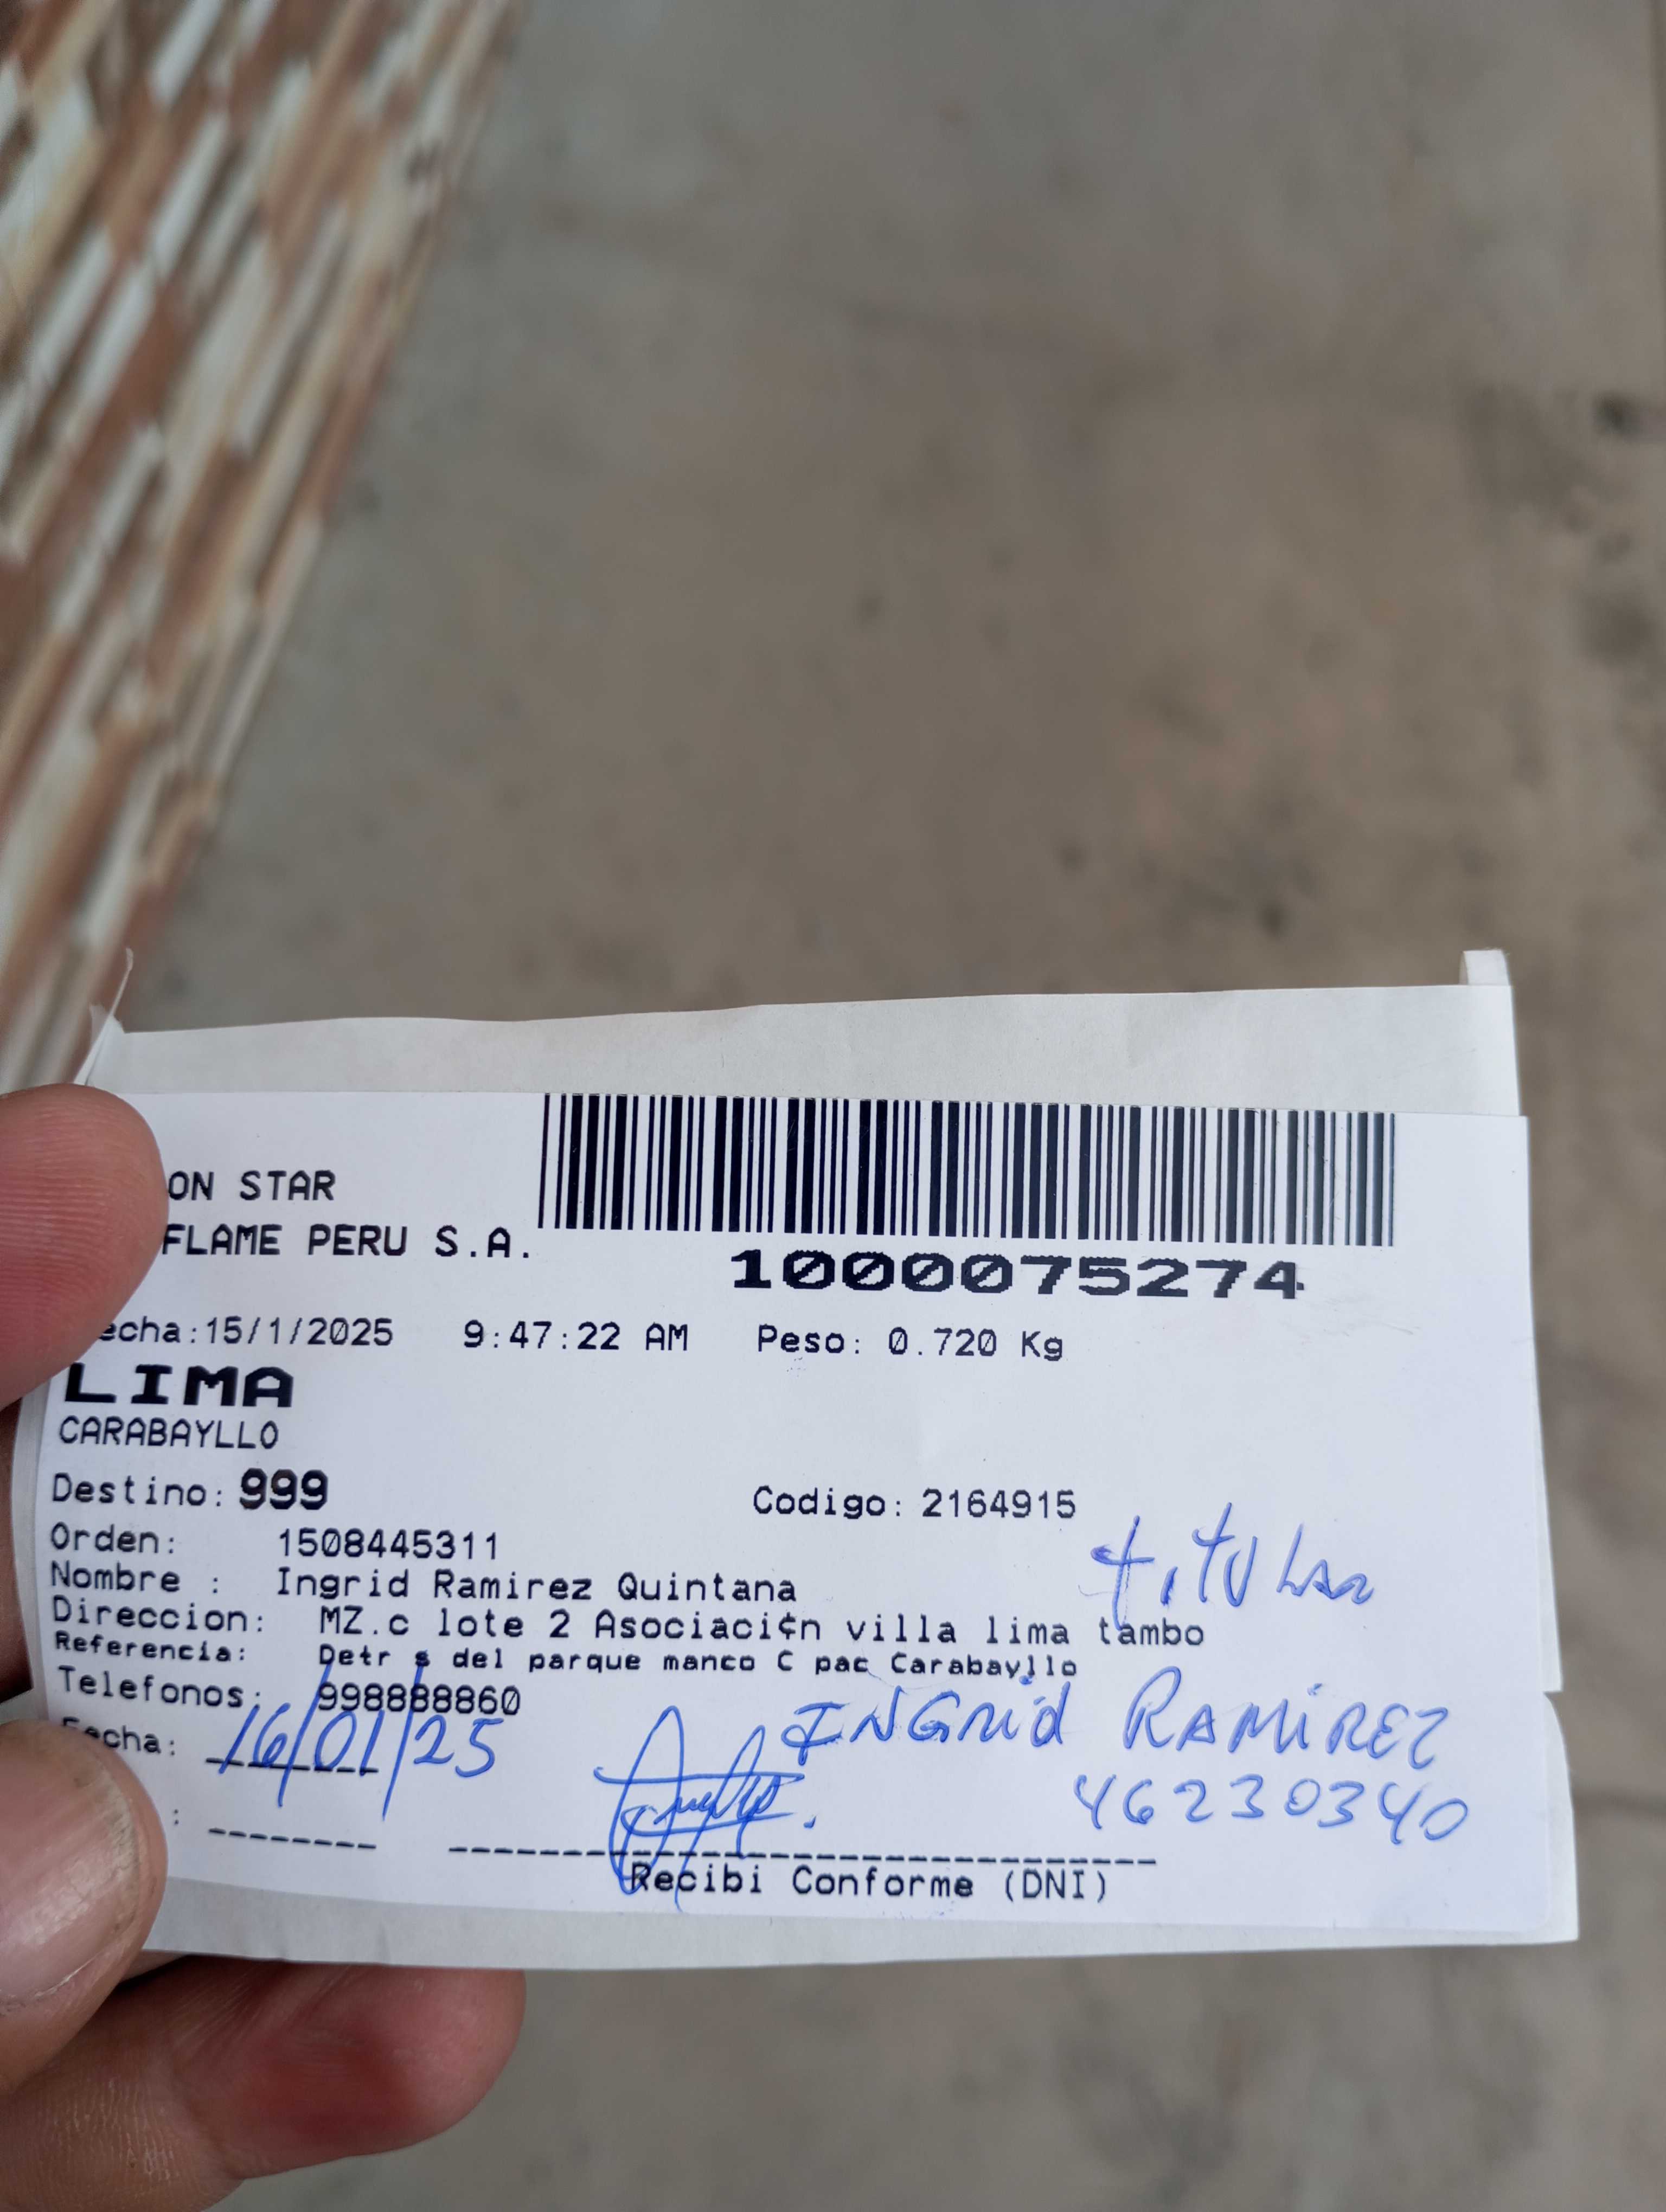 ON STAR
FLAME PERU S.A.
1000075274
echa:15/1/2025 9:47:22 AM Peso: 0.720 Kg
LIMA
CARABAYLLO
Destino: 999 Codigo: 2164915
Orden: 1508445311
titular
Nombre : Ingrid Ramirez Quintana
Direccion: MZ.c lote 2 Asociaci¢n villa lima tambo
Referencia: Detr s del parque manco C pac Carabayllo
Telefonos: 998888860
INGRid RAMIREZ
echa: 16/01/25
46230340
:
Recibi Conforme (DNI)